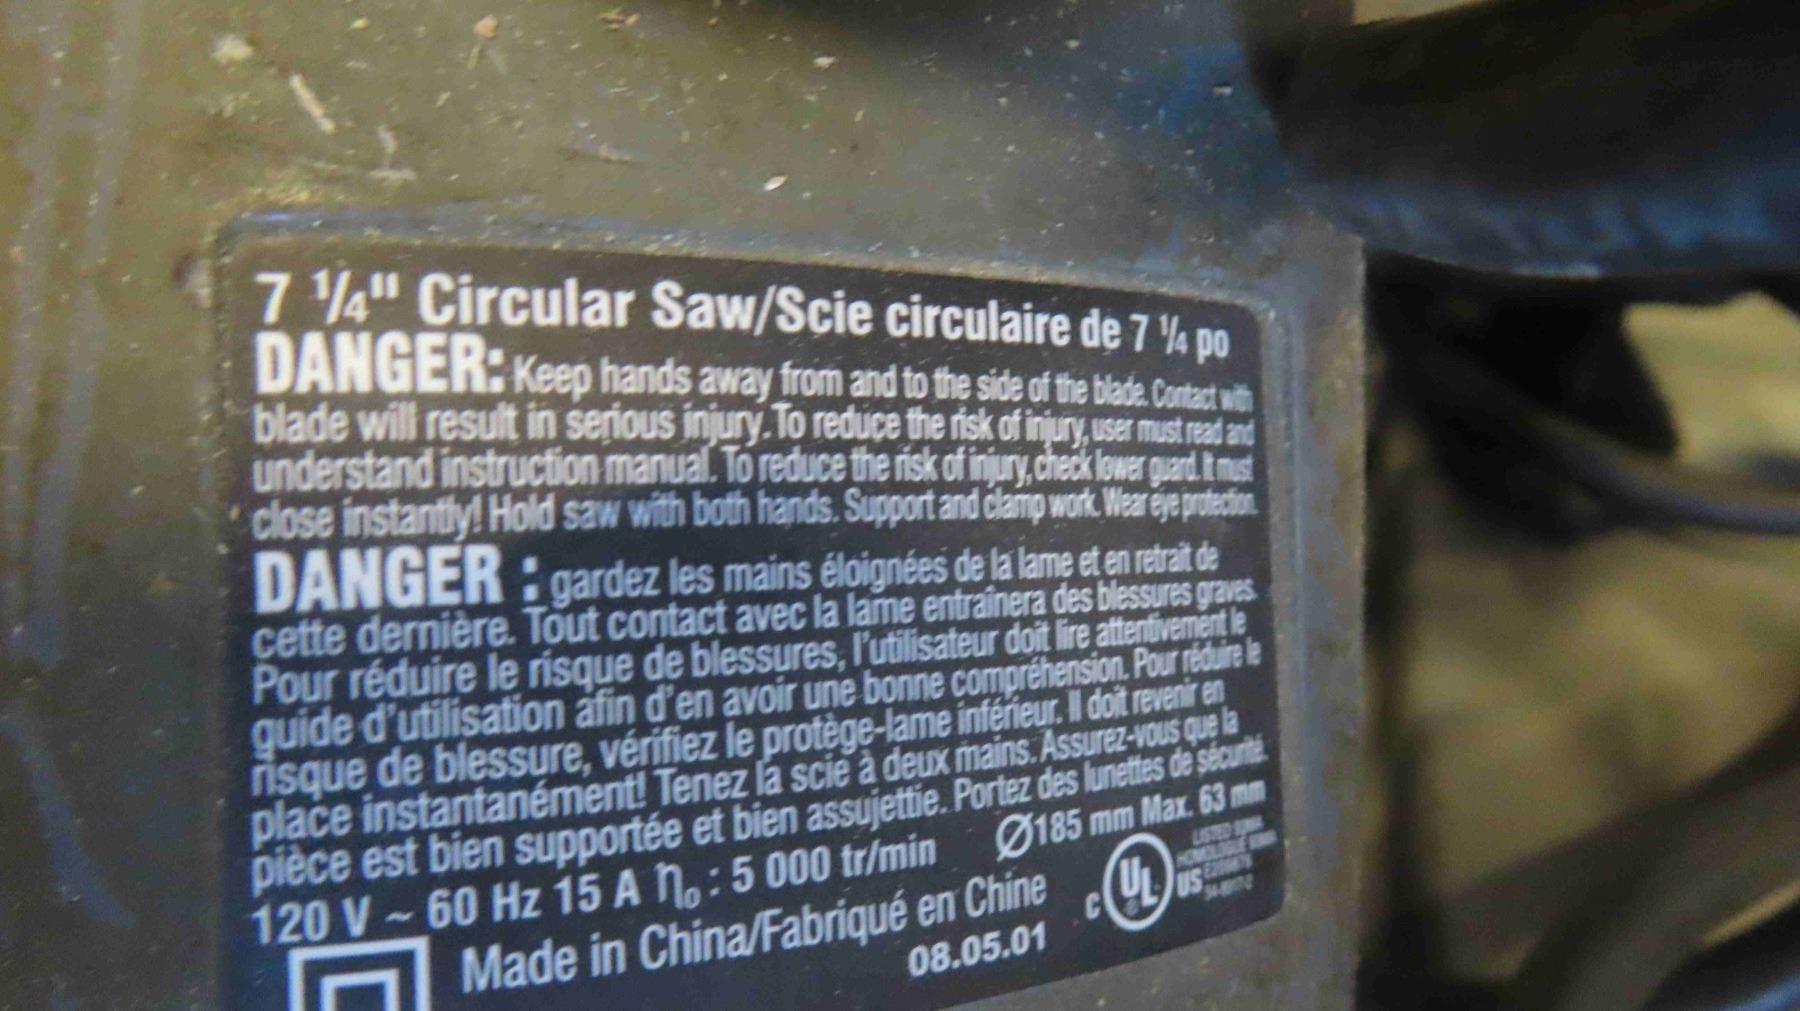 7 1/4" Circular Saw/Scie circulaire de 7 1/4 po
DANGER: Keep hands away from and to the side of the blade. Contact with
blade will result in serious injury. To reduce the risk of injury, user must read and
understand instruction manual. To reduce the risk of injury, check lower guard. It must
close instantly! Hold saw with both hands. Support and clamp work. Wear eye protection.
DANGER : gardez les mains éloignées de la lame et en retrait de
cette dernière. Tout contact avec la lame entraînera des blessures graves.
Pour réduire le risque de blessures, l'utilisateur doit lire attentivement le
guide d'utilisation afin d'en avoir une bonne compréhension. Pour réduire le
risque de blessure, vérifiez le protège-lame inférieur. Il doit revenir en
place instantanément! Tenez la scie à deux mains. Assurez-vous que la
pièce est bien supportée et bien assujettie. Portez des lunettes de sécurité.
120 V ~ 60 Hz 15 A n₀ : 5 000 tr/min Ø185 mm Max. 63 mm
Made in China/Fabriqué en Chine
c UL US
LISTED
08.05.01